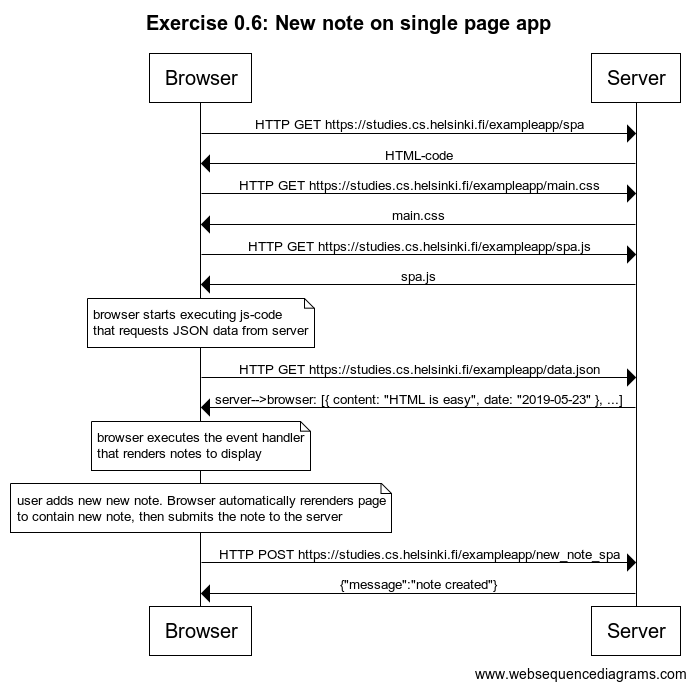 Exercise 0.6: New note on single page app
Browser
Server
HTTP GET https://studies.cs.helsinki.fi/exampleapp/spa
HTML-code
HTTP GET https://studies.cs.helsinki.fi/exampleapp/main.css
main.css
HTTP GET https://studies.cs.helsinki.fi/exampleapp/spa.js
spa.js
browser starts executing js-code
that requests JSON data from server
HTTP GET https://studies.cs.helsinki.fi/exampleapp/data.json
server-->browser: [{ content: "HTML is easy", date: "2019-05-23" }, ...]
browser executes the event handler
that renders notes to display
user adds new new note. Browser automatically rerenders page
to contain new note, then submits the note to the server
HTTP POST https://studies.cs.helsinki.fi/exampleapp/new_note_spa
{"message":"note created"}
Browser
Server
www.websequencediagrams.com